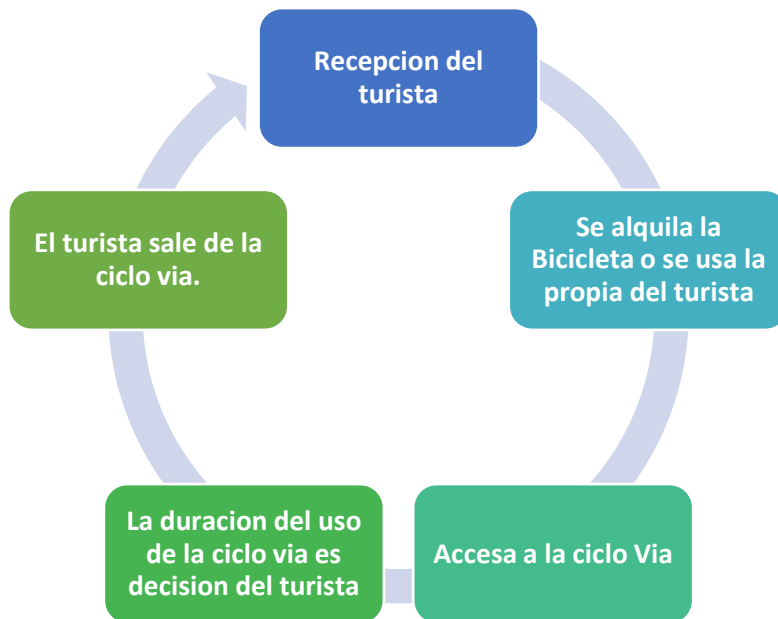 Recepcion del
turista
Se alquila la
Bicicleta o se usa la
propia del turista
Accesa a la ciclo Via
La duracion del uso
de la ciclo via es
decision del turista
El turista sale de la
ciclo via.